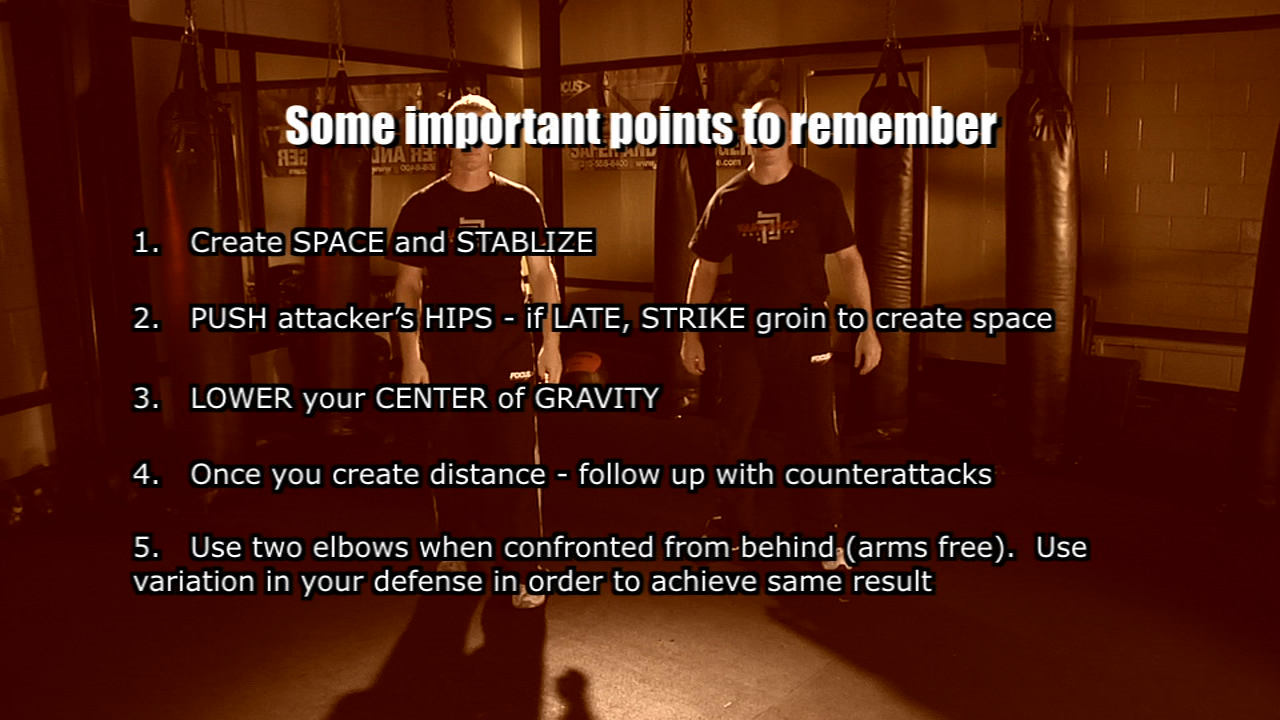 Some important points to remember
1. Create SPACE and STABLIZE
2. PUSH attacker’s HIPS - if LATE, STRIKE groin to create space
3. LOWER your CENTER of GRAVITY
4. Once you create distance - follow up with counterattacks
5. Use two elbows when confronted from behind (arms free). Use
variation in your defense in order to achieve same result
FOCUS
FOCUS